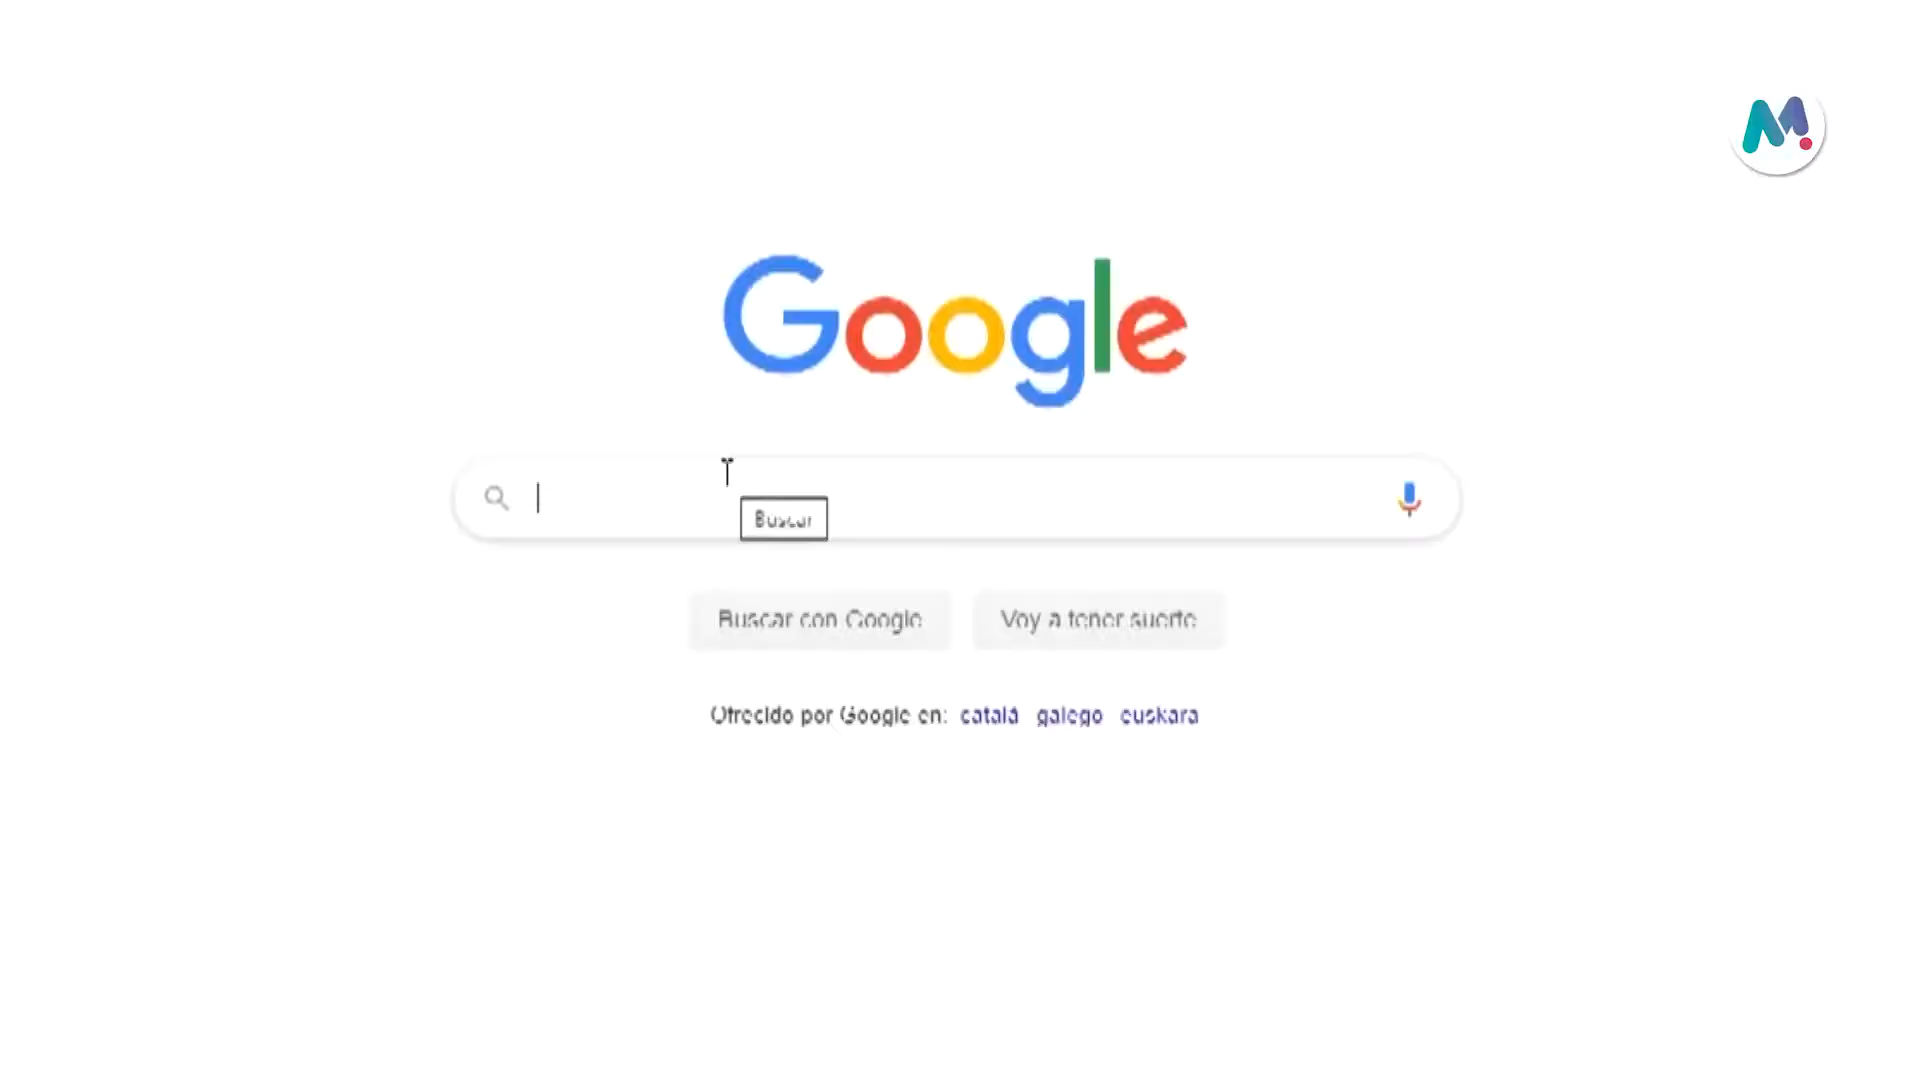 M.
Google
Buscar
Buscar con Google
Voy a tener suerte
Ofrecido por Google en: català galego euskara